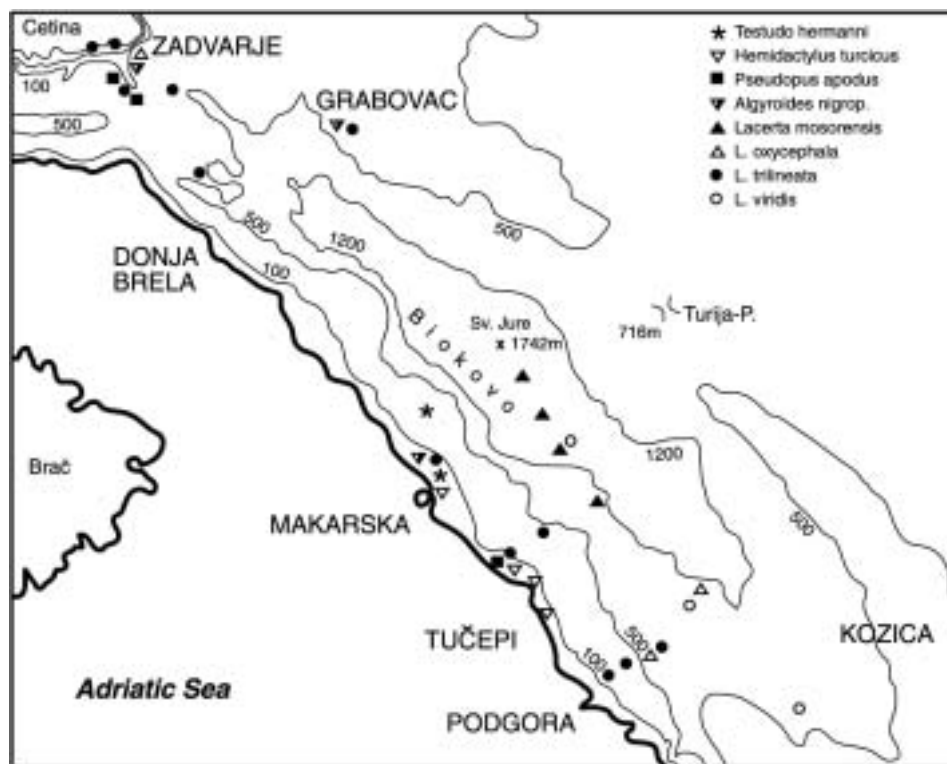 Cetina
ZADVARJE
100
500
GRABOVAC
Testudo hermanni
Hemidactylus turcicus
Pseudopus apodus
Algyroides nigrop.
Lacerta mosorensis
L. oxycephala
L. trilineata
L. viridis
500
500
1200
100
DONJA
BRELA
Biokovo
Sv. Jure
x 1742m
Turija-P.
716m
Brač
1200
500
MAKARSKA
TUČEPI
500
100
KOZICA
Adriatic Sea
PODGORA